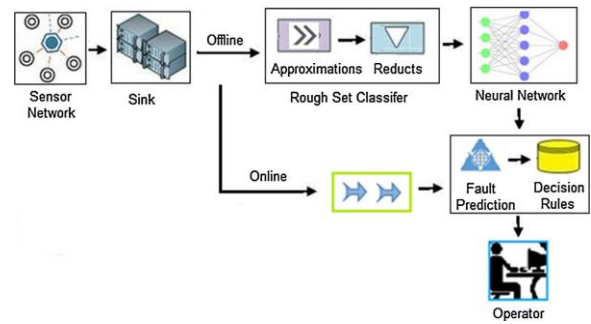 Offline
Approximations
Reducts
Sensor
Network
Sink
Rough Set Classifer
Neural Network
Online
Fault
Prediction
Decision
Rules
Operator